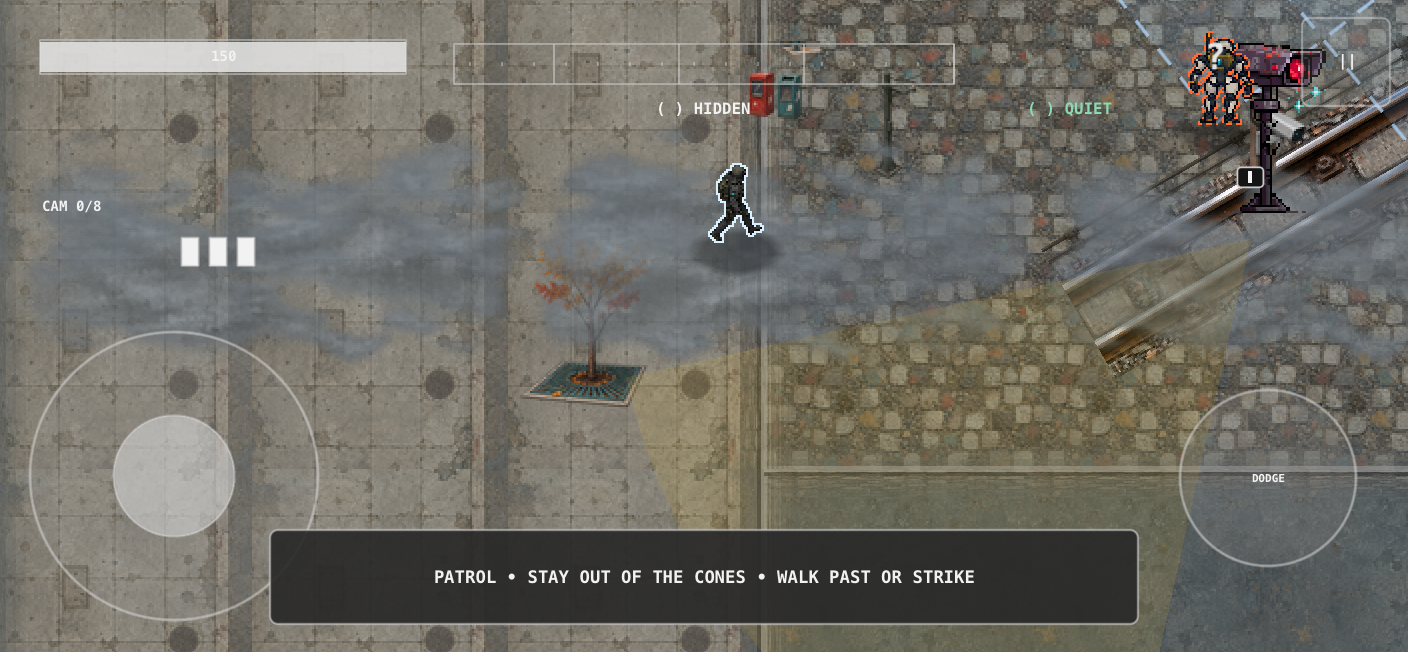 150
( ) HIDDEN
( ) QUIET
CAM 0/8
DODGE
PATROL • STAY OUT OF THE CONES • WALK PAST OR STRIKE